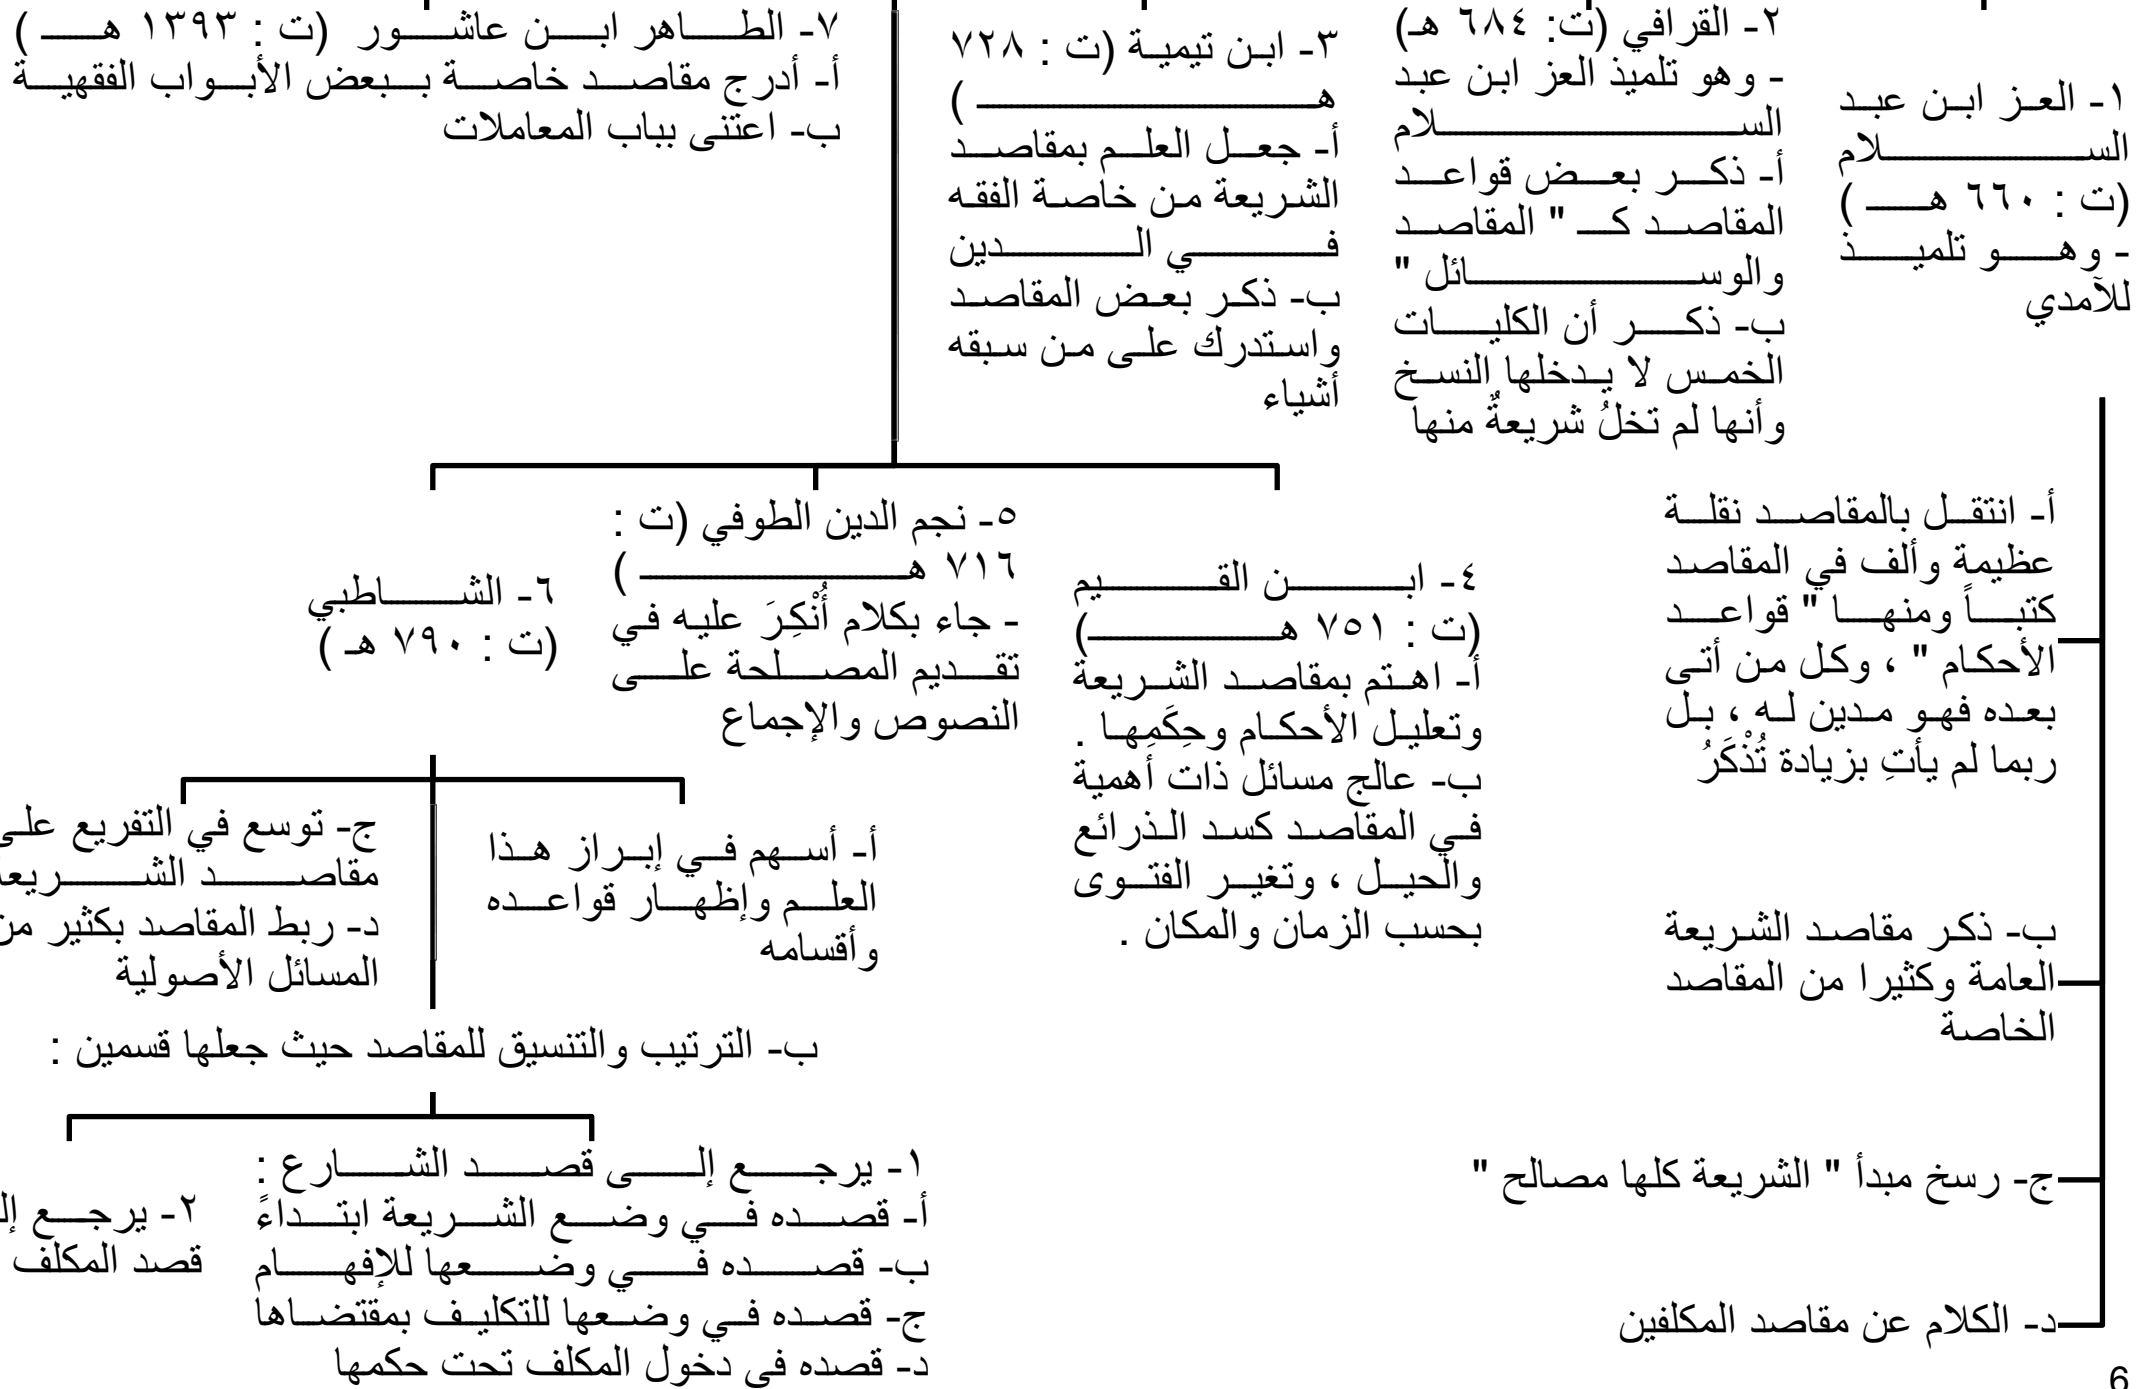 ١- العز ابن عبد
السلام
(ت : ٦٦٠ هـ )
- وهو تلميذ
للآمدي
أ- انتقل بالمقاصد نقلة
عظيمة وألف في المقاصد
كتباً ومنها " قواعد
الأحكام " ، وكل من أتى
بعده فهو مدين له ، بل
ربما لم يأتِ بزيادة تُذْكَرُ
ب- ذكر مقاصد الشريعة
العامة وكثيرا من المقاصد
الخاصة
ج- رسخ مبدأ " الشريعة كلها مصالح "
د- الكلام عن مقاصد المكلفين
٢- القرافي (ت: ٦٨٤ هـ)
- وهو تلميذ العز ابن عبد
السلام
أ- ذكر بعض قواعد
المقاصد كـ " المقاصد
والوسائل "
ب- ذكر أن الكليات
الخمس لا يدخلها النسخ
وأنها لم تخلُ شريعةٌ منها
٣- ابن تيمية (ت : ٧٢٨
هـ )
أ- جعل العلم بمقاصد
الشريعة من خاصة الفقه
في الدين
ب- ذكر بعض المقاصد
واستدرك على من سبقه
أشياء
٤- ابن القيم
(ت : ٧٥١ هـ)
أ- اهتم بمقاصد الشريعة
وتعليل الأحكام وحِكَمِها .
ب- عالج مسائل ذات أهمية
في المقاصد كسد الذرائع
والحيل ، وتغير الفتوى
بحسب الزمان والمكان .
٥- نجم الدين الطوفي (ت :
٧١٦ هـ )
- جاء بكلام أُنْكِرَ عليه في
تقديم المصلحة على
النصوص والإجماع
٦- الشاطبي
(ت : ٧٩٠ هـ )
أ- أسهم في إبراز هذا
العلم وإظهار قواعده
وأقسامه
ب- الترتيب والتنسيق للمقاصد حيث جعلها قسمين :
١- يرجع إلى قصد الشارع :
أ- قصده في وضع الشريعة ابتداءً
ب- قصده في وضعها للإفهام
ج- قصده في وضعها للتكليف بمقتضاها
د- قصده في دخول المكلف تحت حكمها
٢- يرجع إل
قصد المكلف
ج- توسع في التفريع على
مقاصد الشريعة
د- ربط المقاصد بكثير من
المسائل الأصولية
٧- الطاهر ابن عاشور (ت : ١٣٩٣ هـ )
أ- أدرج مقاصد خاصة ببعض الأبواب الفقهية
ب- اعتنى بباب المعاملات
6